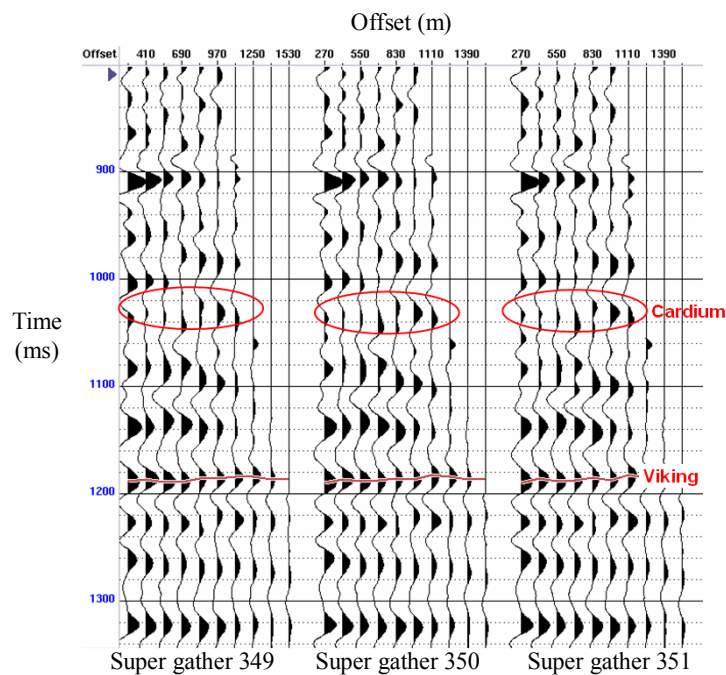 Offset (m)
Offset 410 690 970 1250 1530 270 550 830 1110 1390 270 550 830 1110 1390
900
1000
Cardium
Time
(ms)
1100
Viking
1200
1300
Super gather 349 Super gather 350 Super gather 351